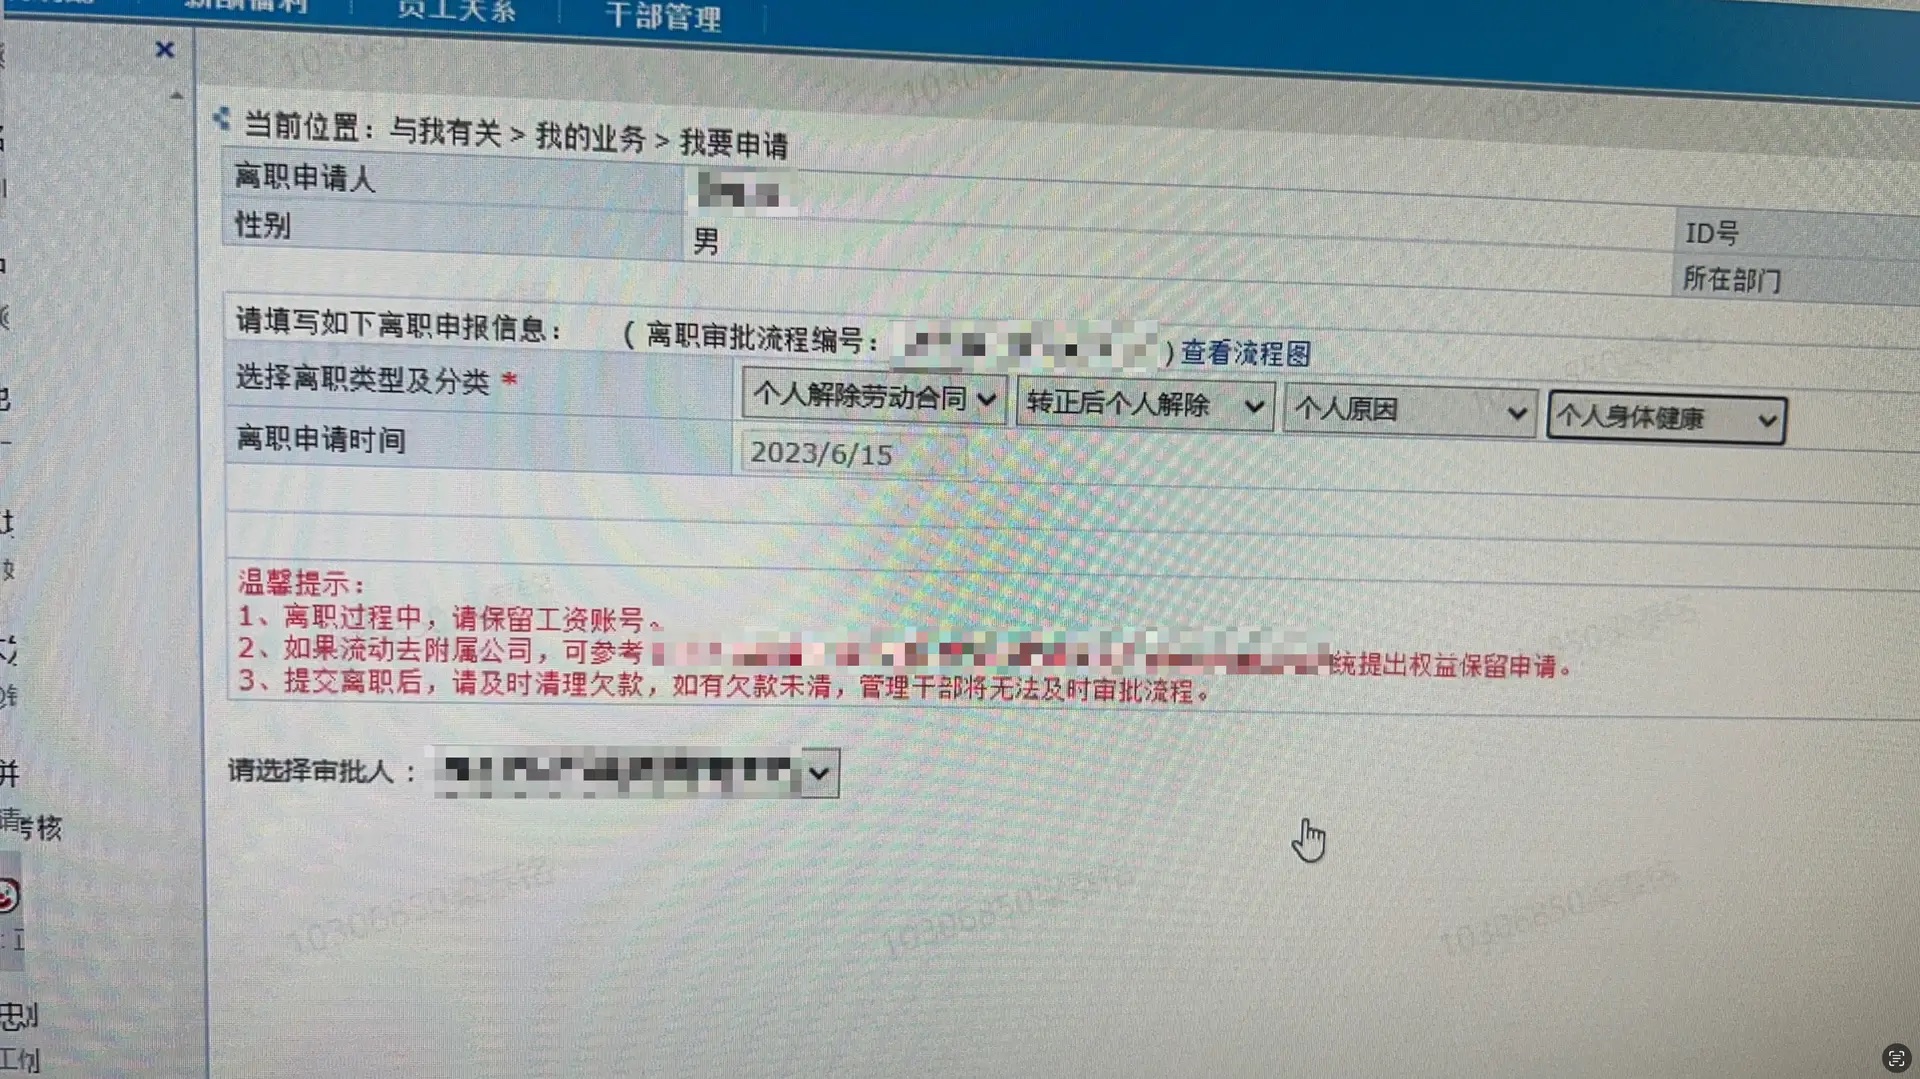 薪酬福利 员工关系 干部管理
当前位置：与我有关 > 我的业务 > 我要申请
离职申请人
ID号
性别 男
所在部门
请填写如下离职申报信息： （离职审批流程编号： ）查看流程图
选择离职类型及分类 * 个人解除劳动合同 转正后个人解除 个人原因 个人身体健康
离职申请时间 2023/6/15
温馨提示：
1、离职过程中，请保留工资账号。
2、如果流动去附属公司，可参考 统提出权益保留申请。
3、提交离职后，请及时清理欠款，如有欠款未清，管理干部将无法及时审批流程。
请选择审批人：
考核